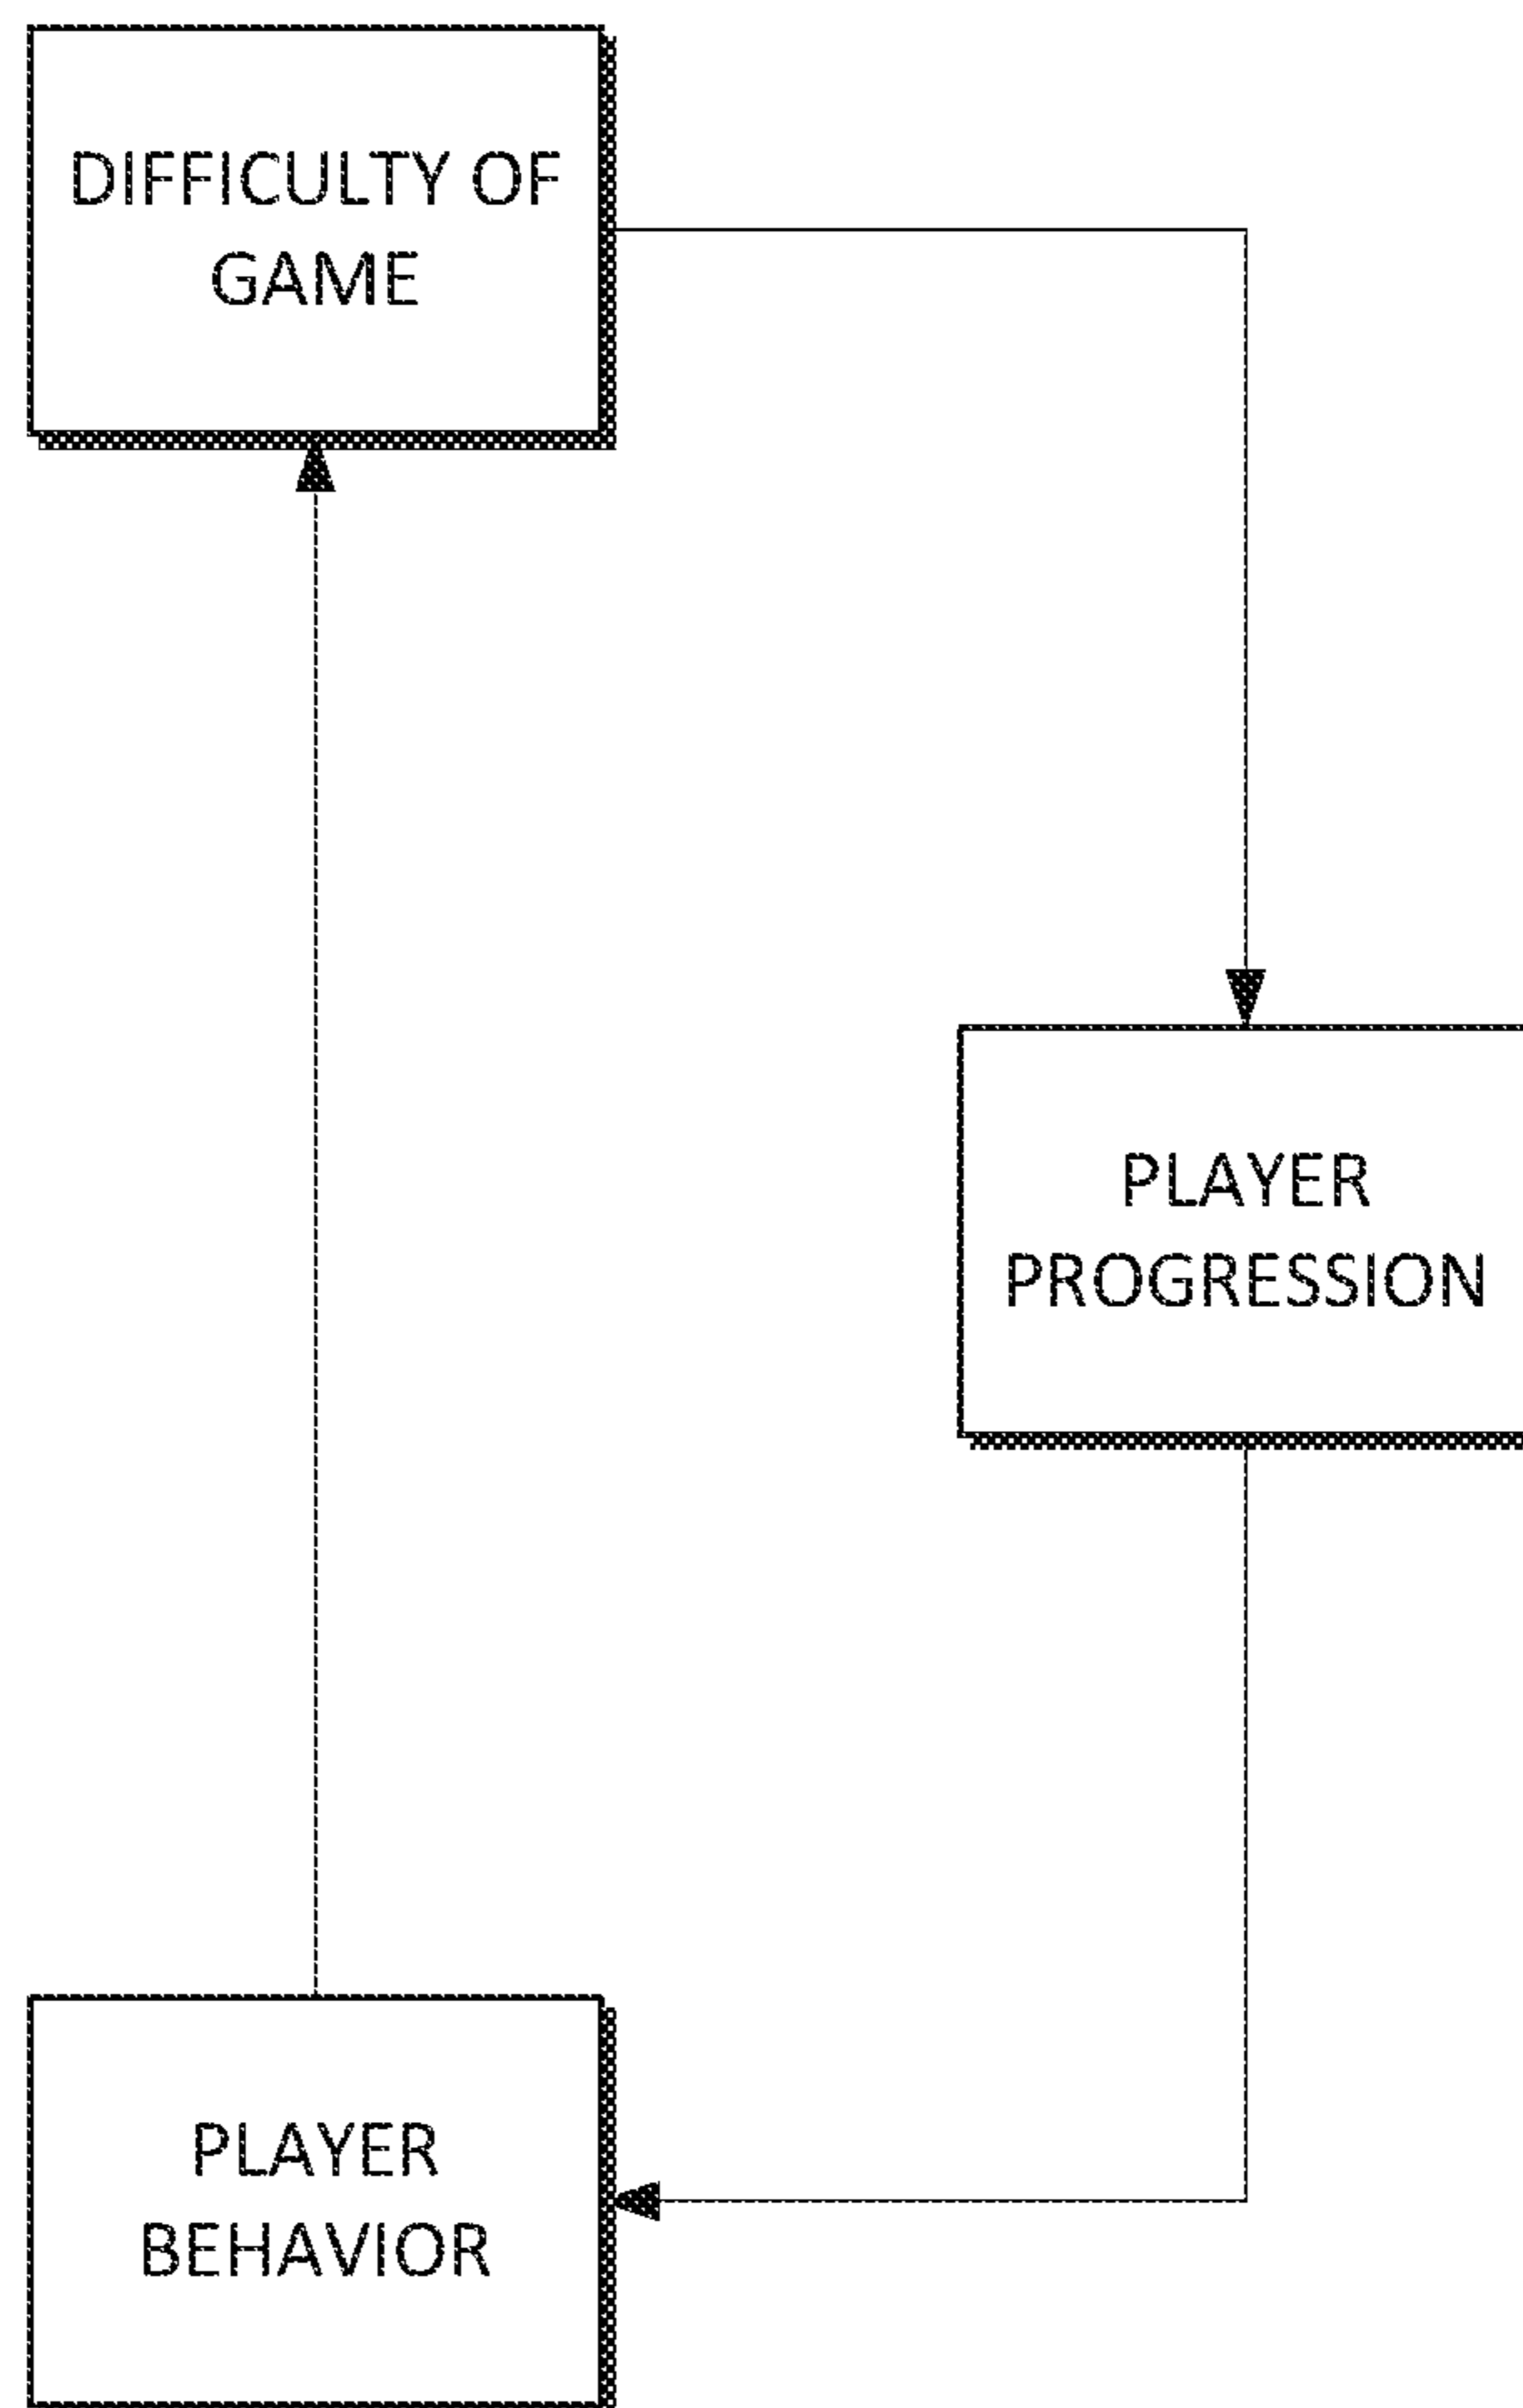 DIFFICULTY OF
GAME
PLAYER
PROGRESSION
PLAYER
BEHAVIOR